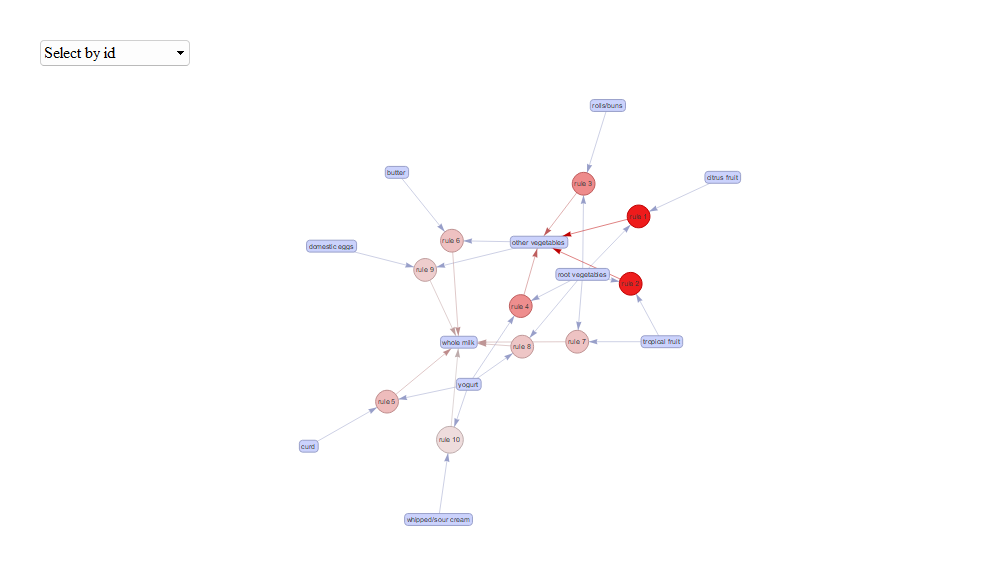 Select by id
rolls/buns
butter
citrus fruit
rule 3
rule 1
rule 6
other vegetables
domestic eggs
rule 9
root vegetables
rule 2
rule 4
whole milk
rule 8
rule 7
tropical fruit
yogurt
rule 5
rule 10
curd
whipped/sour cream